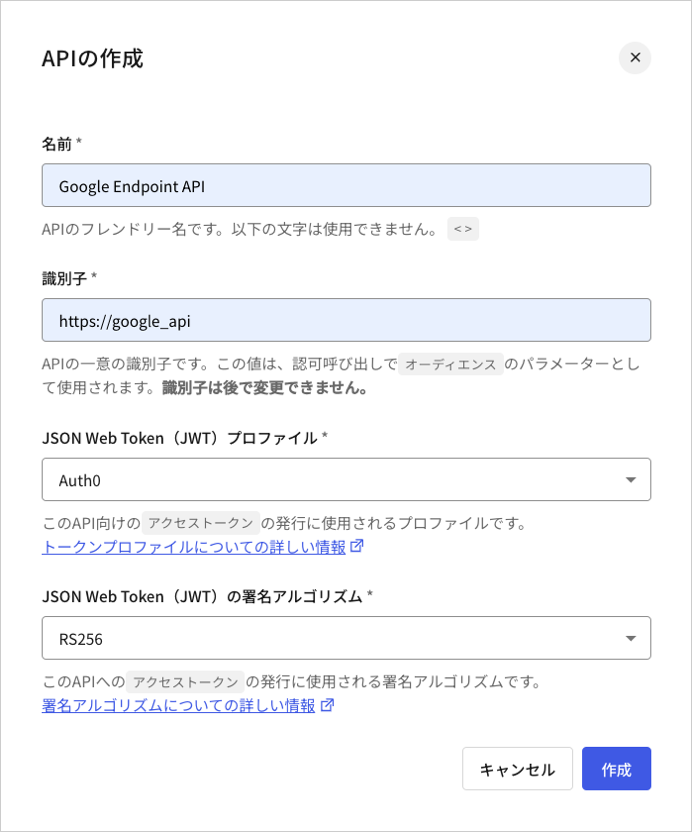 APIの作成
名前 *
Google Endpoint API
APIのフレンドリー名です。以下の文字は使用できません。 < >
識別子 *
https://google_api
APIの一意の識別子です。この値は、認可呼び出しで オーディエンス のパラメーターとし
て使用されます。識別子は後で変更できません。
JSON Web Token（JWT）プロファイル *
Auth0
このAPI向けの アクセストークン の発行に使用されるプロファイルです。
トークンプロファイルについての詳しい情報
JSON Web Token（JWT）の署名アルゴリズム *
RS256
このAPIへの アクセストークン の発行に使用される署名アルゴリズムです。
署名アルゴリズムについての詳しい情報
キャンセル
作成